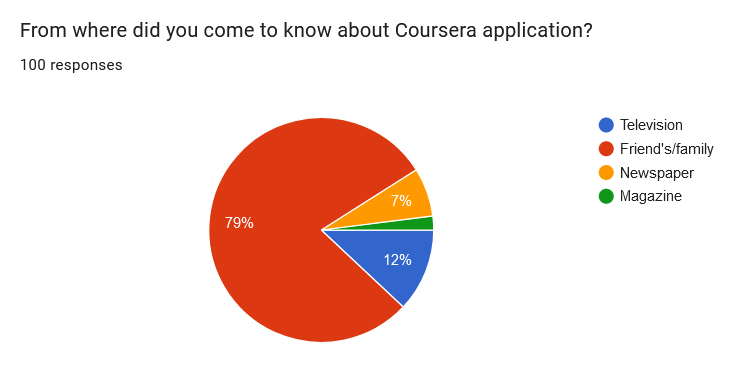 From where did you come to know about Coursera application?
100 responses
Television
Friend's/family
Newspaper
Magazine
79%
7%
12%